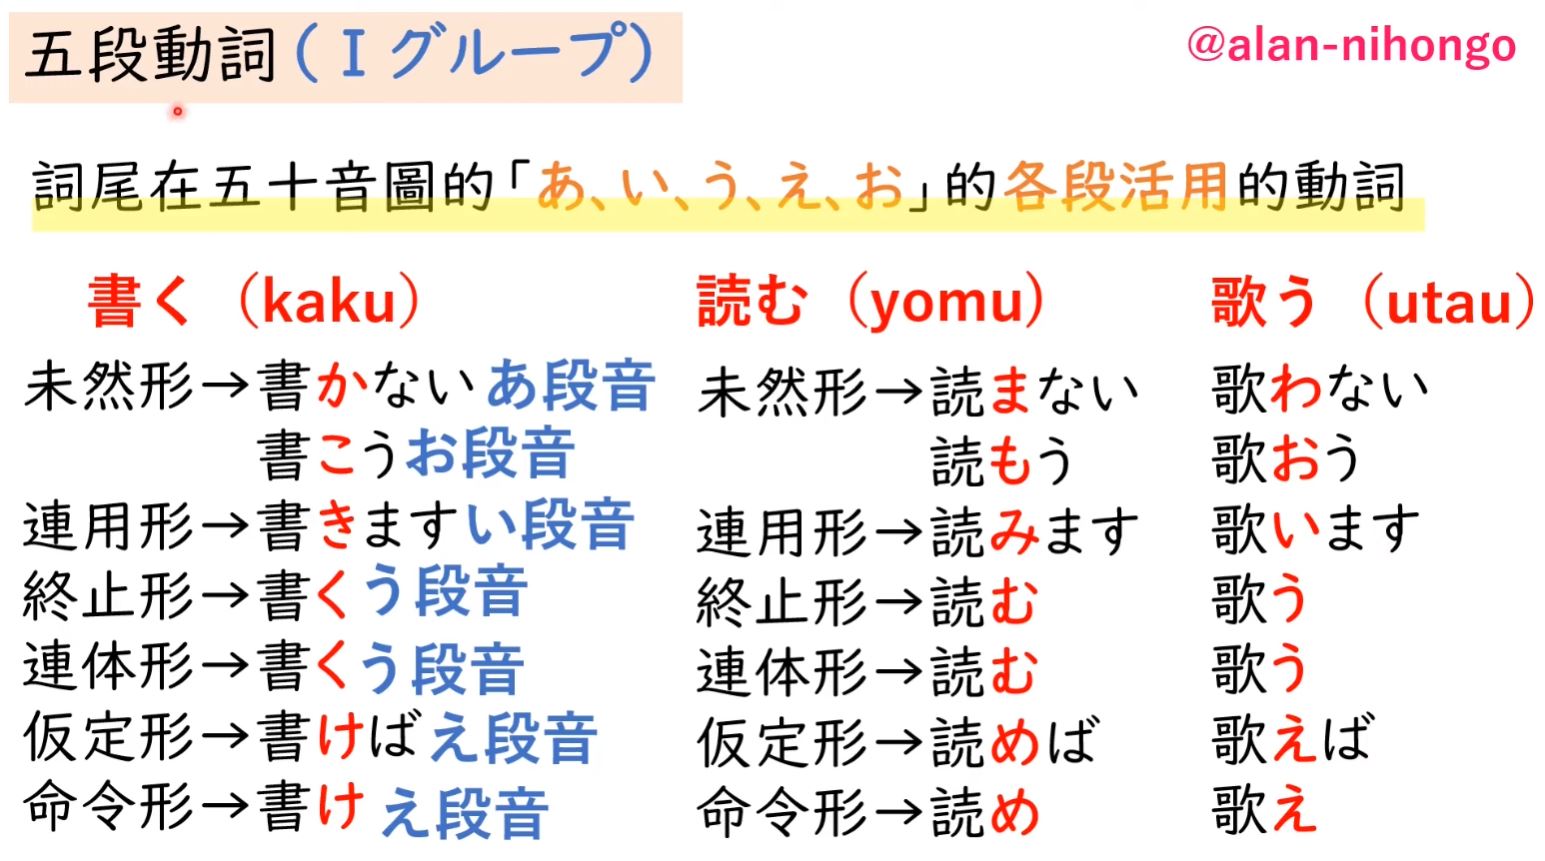 五段動詞(Ⅰグループ)
@alan-nihongo
詞尾在五十音圖的「あ、い、う、え、お」的各段活用的動詞
書く（kaku） 読む（yomu） 歌う（utau）
未然形→書かない あ段音 未然形→読まない 歌わない
書こう お段音 読もう 歌おう
連用形→書きます い段音 連用形→読みます 歌います
終止形→書く う段音 終止形→読む 歌う
連体形→書く う段音 連体形→読む 歌う
仮定形→書けば え段音 仮定形→読めば 歌えば
命令形→書け え段音 命令形→読め 歌え